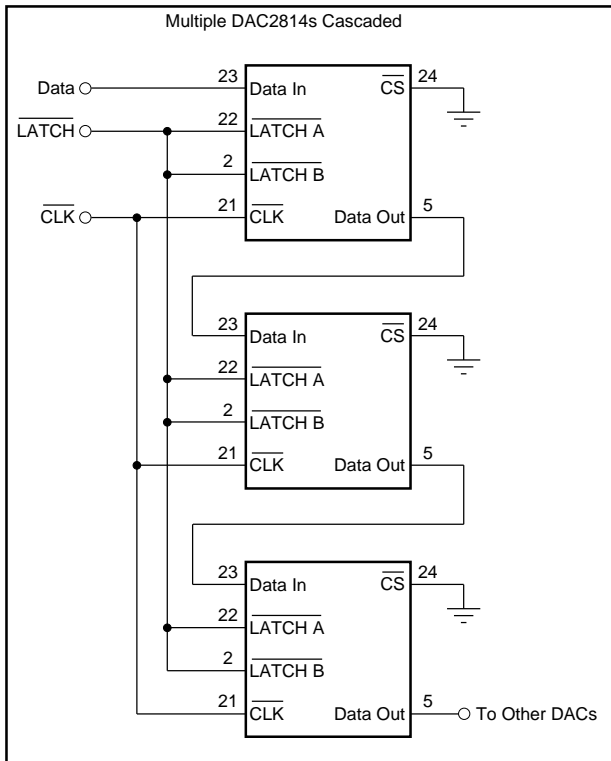 Multiple DAC2814s Cascaded
Data 23 Data In CS 24
LATCH 22 LATCH A
2 LATCH B
CLK 21 CLK Data Out 5
23 Data In CS 24
22 LATCH A
2 LATCH B
21 CLK Data Out 5
23 Data In CS 24
22 LATCH A
2 LATCH B
21 CLK Data Out 5 To Other DACs